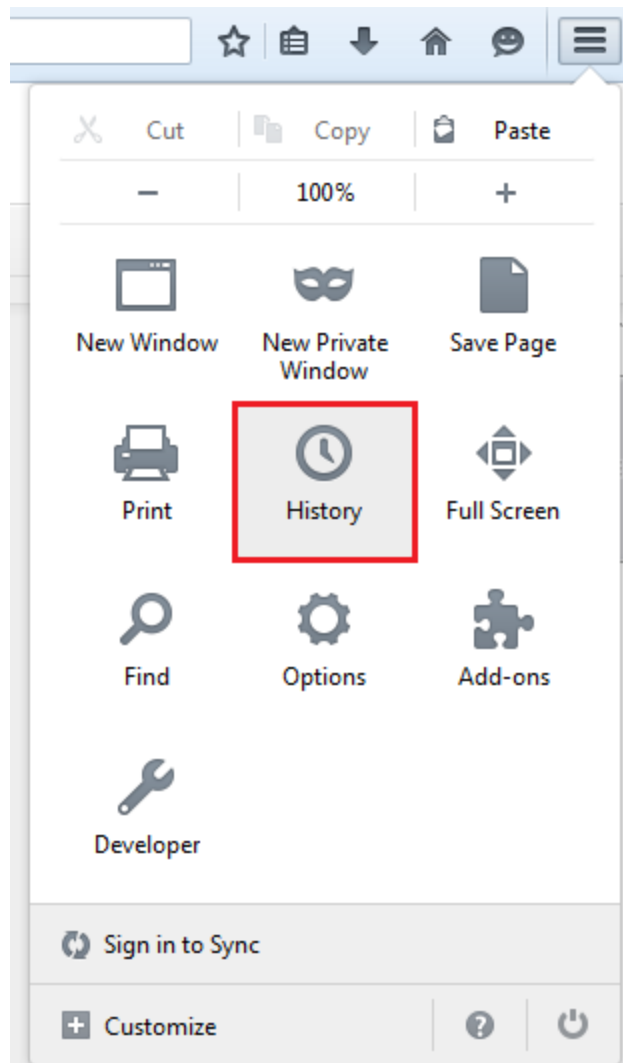 Cut Copy Paste
− 100% +
New Window New Private Window Save Page
Print History Full Screen
Find Options Add-ons
Developer
Sign in to Sync
Customize